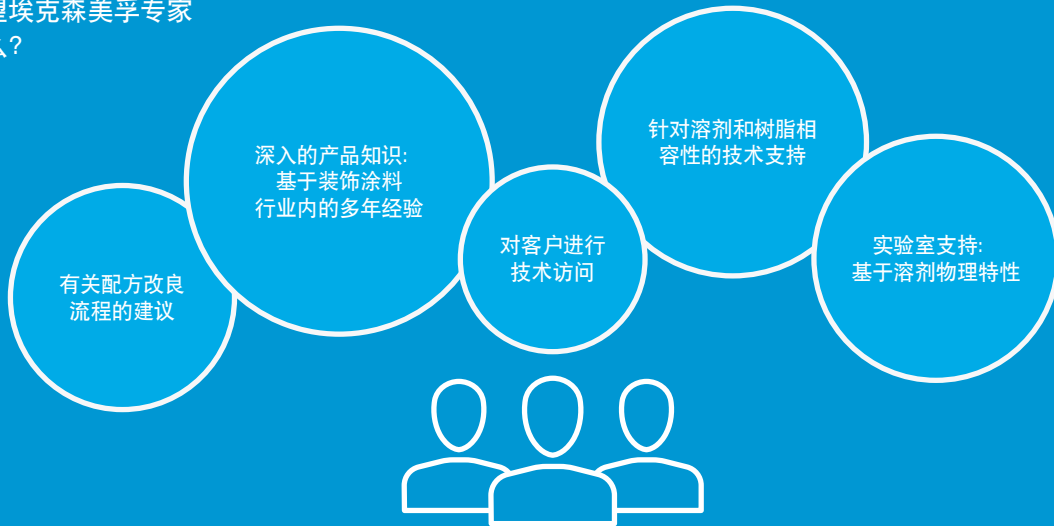 埃克森美孚专家
?
深入的产品知识:
基于装饰涂料
行业内的多年经验
针对溶剂和树脂相
容性的技术支持
对客户进行
技术访问
实验室支持:
基于溶剂物理特性
有关配方改良
流程的建议